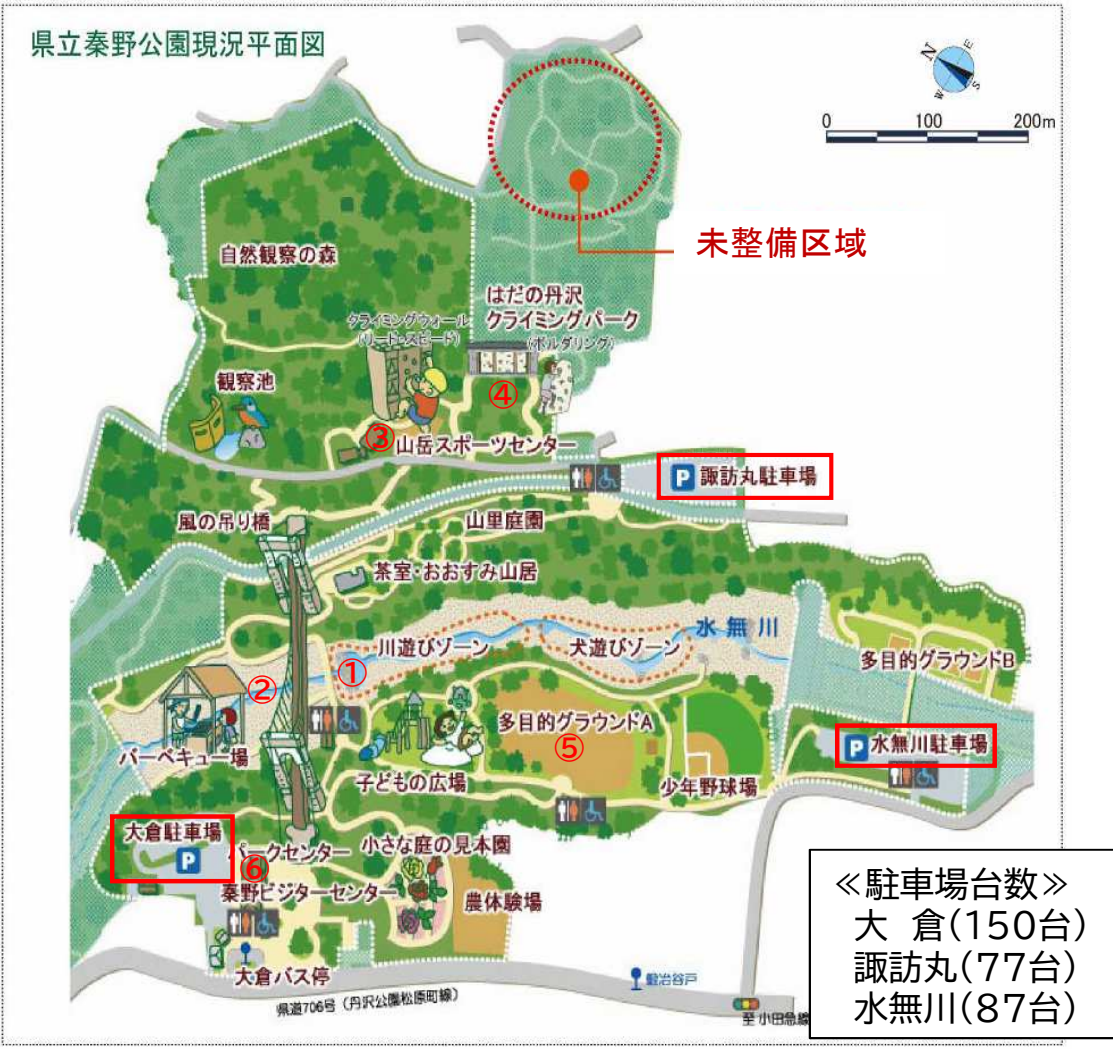 県立秦野公園現況平面図
N
E
W
S
0 100 200m
未整備区域
自然観察の森
はだの丹沢
クライミングパーク
(ボルダリング)
クライミングウォール
(リード・スピード)
観察池
④
③
山岳スポーツセンター
P 諏訪丸駐車場
風の吊り橋
山里庭園
茶室・おおすみ山居
水無川
川遊びゾーン
犬遊びゾーン
多目的グラウンドB
①
②
多目的グラウンドA
⑤
P 水無川駐車場
バーベキュー場
子どもの広場
少年野球場
大倉駐車場
P
パークセンター
小さな庭の見本園
⑥
秦野ビジターセンター
農体験場
大倉バス停
鍛冶谷戸
県道706号（丹沢公園松原町線）
至 小田急線
≪駐車場台数≫
大 倉(150台)
諏訪丸(77台)
水無川(87台)